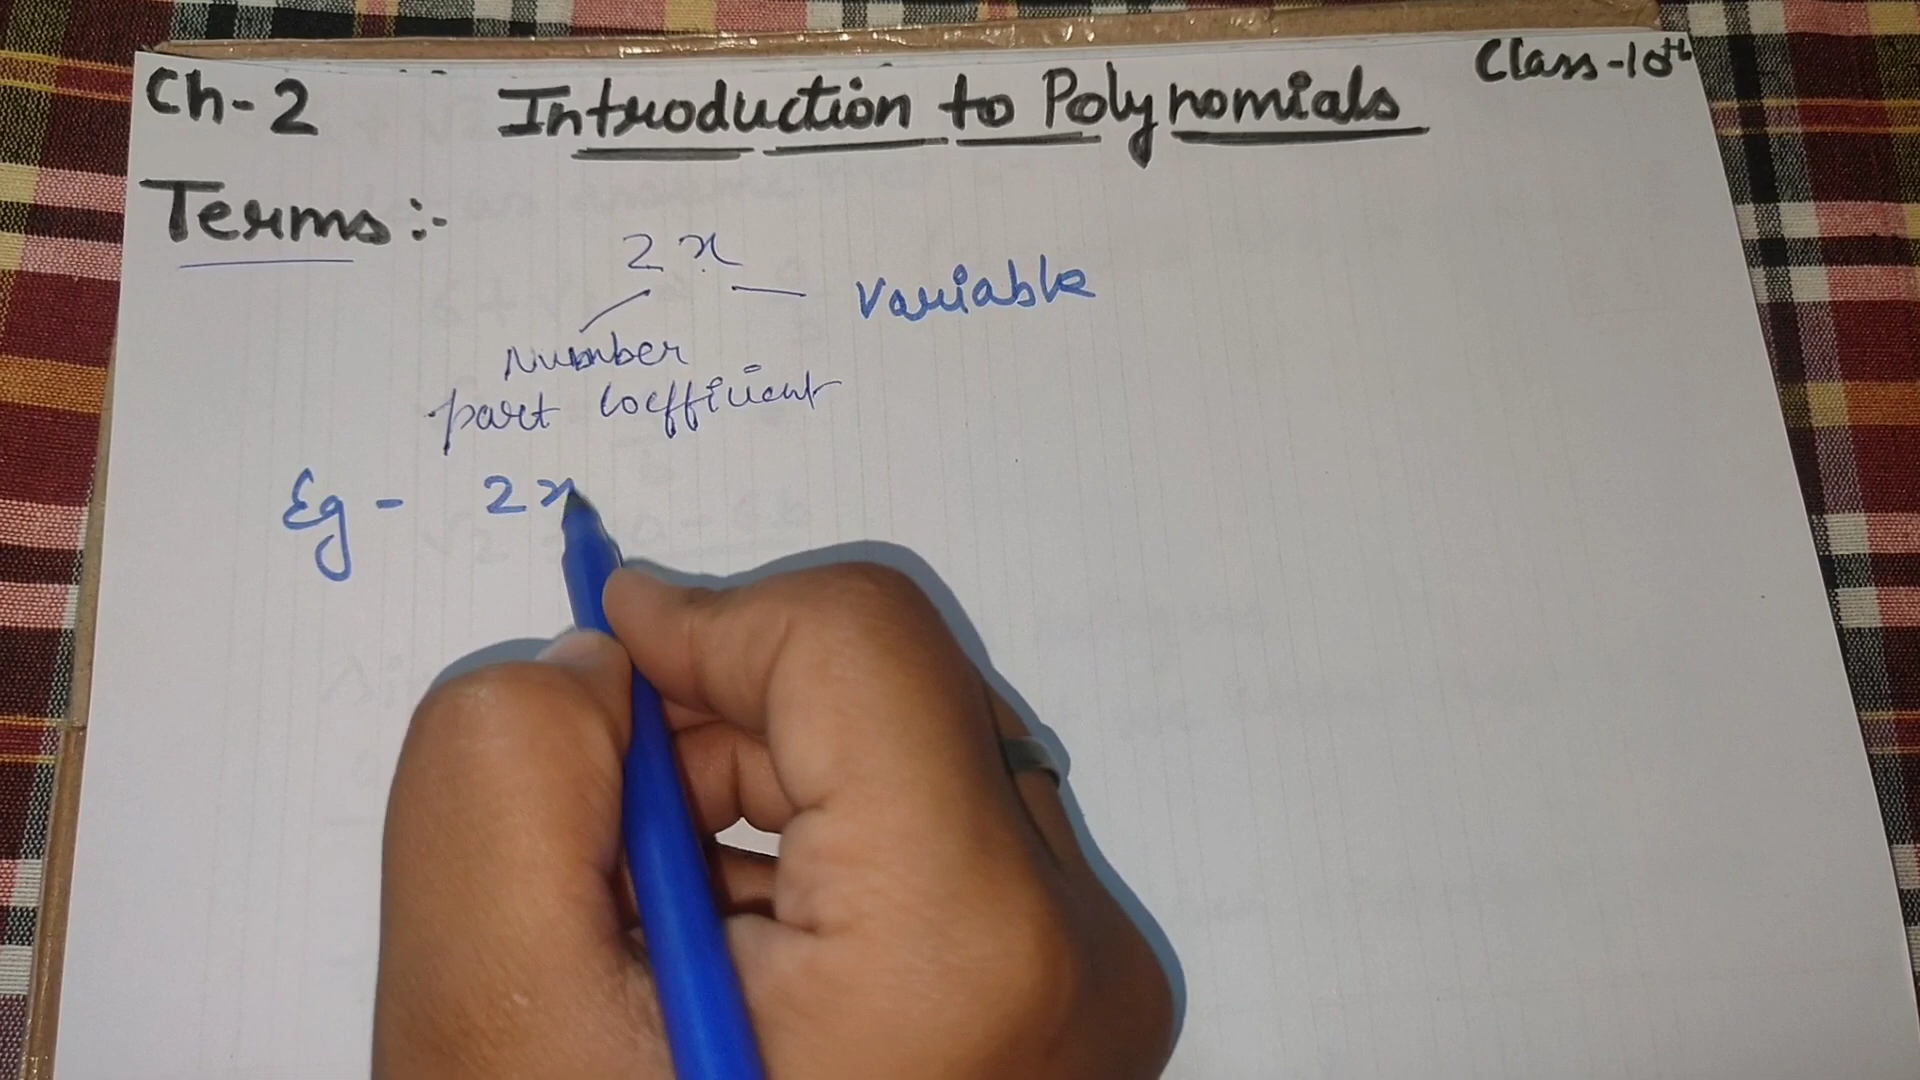 Ch-2 Introduction to Polynomials Class-10th
Terms:-
2x
Variable
Number
part coefficient
Eg - 2x